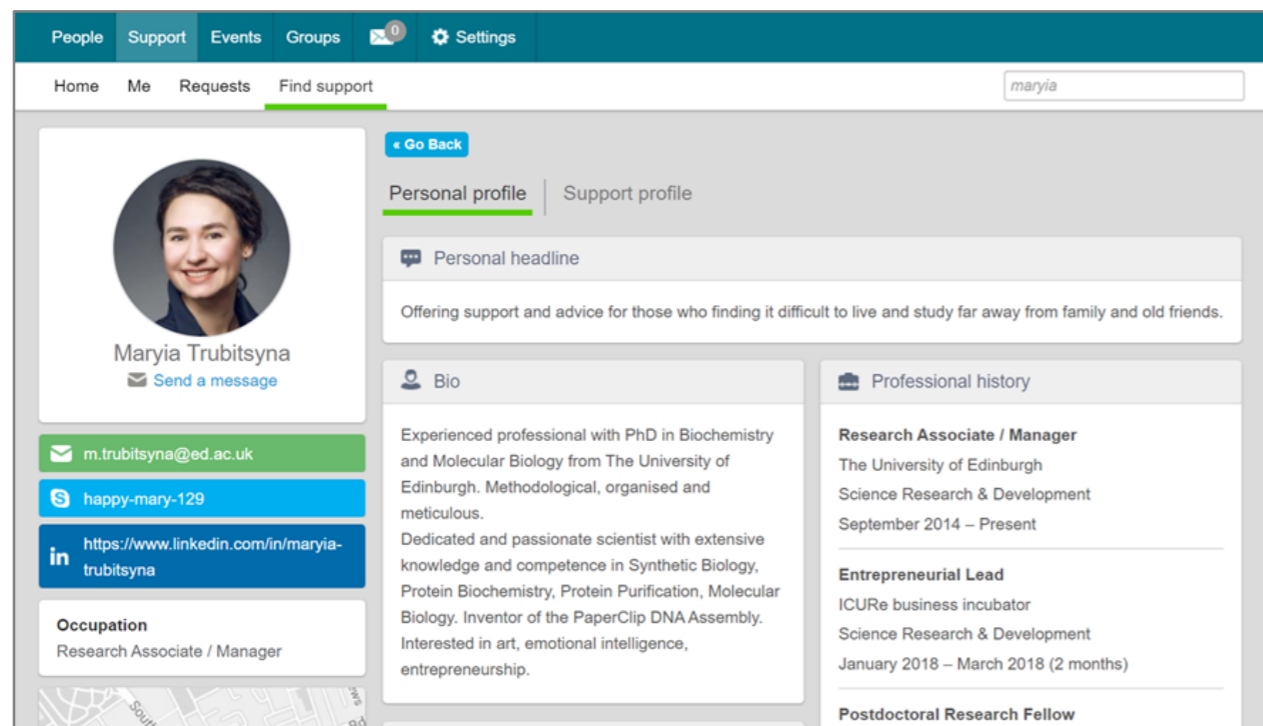 People Support Events Groups 0 Settings
Home Me Requests Find support maryia
« Go Back
Personal profile Support profile
Maryia Trubitsyna
Send a message
m.trubitsyna@ed.ac.uk
happy-mary-129
in https://www.linkedin.com/in/maryia-
trubitsyna
Occupation
Research Associate / Manager
Personal headline
Offering support and advice for those who finding it difficult to live and study far away from family and old friends.
Bio
Experienced professional with PhD in Biochemistry
and Molecular Biology from The University of
Edinburgh. Methodological, organised and
meticulous.
Dedicated and passionate scientist with extensive
knowledge and competence in Synthetic Biology,
Protein Biochemistry, Protein Purification, Molecular
Biology. Inventor of the PaperClip DNA Assembly.
Interested in art, emotional intelligence,
entrepreneurship.
Professional history
Research Associate / Manager
The University of Edinburgh
Science Research & Development
September 2014 – Present
Entrepreneurial Lead
ICURe business incubator
Science Research & Development
January 2018 – March 2018 (2 months)
Postdoctoral Research Fellow